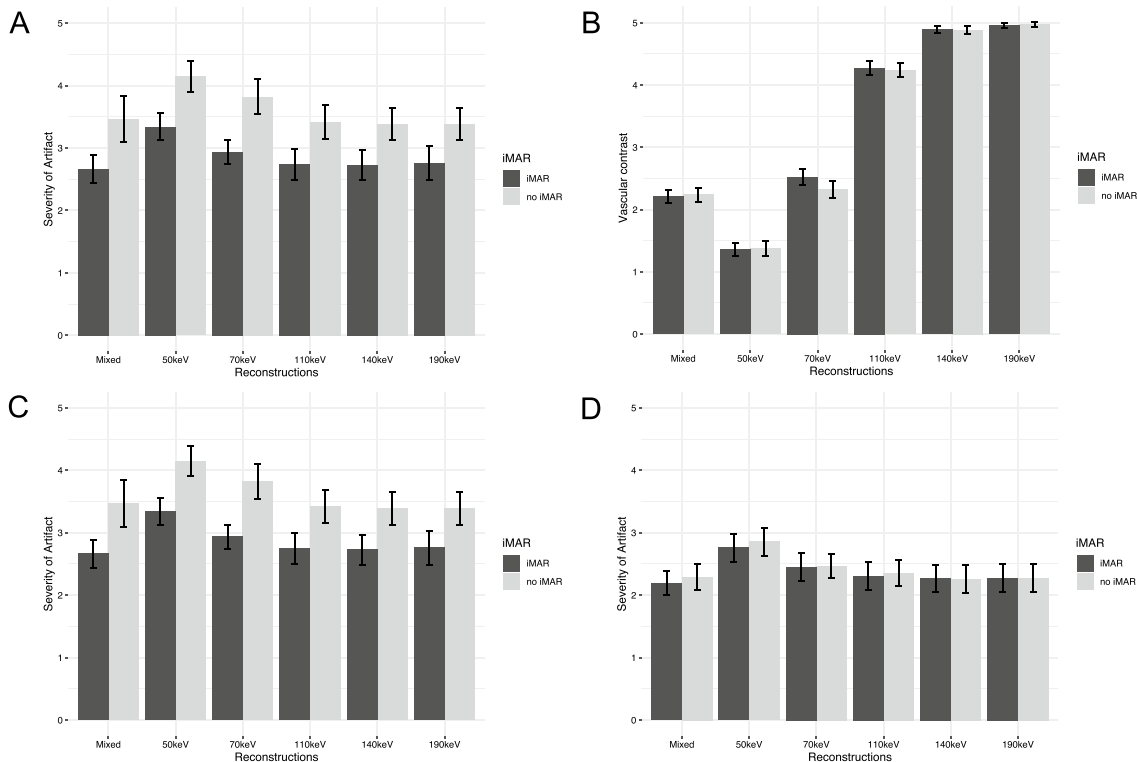 A
5
4
3
2
1
0
Severity of Artifact
Mixed 50keV 70keV 110keV 140keV 190keV
Reconstructions
iMAR
iMAR
no iMAR
B
5
4
3
2
1
0
Vascular contrast
Mixed 50keV 70keV 110keV 140keV 190keV
Reconstructions
iMAR
iMAR
no iMAR
C
5
4
3
2
1
0
Severity of Artifact
Mixed 50keV 70keV 110keV 140keV 190keV
Reconstructions
iMAR
iMAR
no iMAR
D
5
4
3
2
1
0
Severity of Artifact
Mixed 50keV 70keV 110keV 140keV 190keV
Reconstructions
iMAR
iMAR
no iMAR